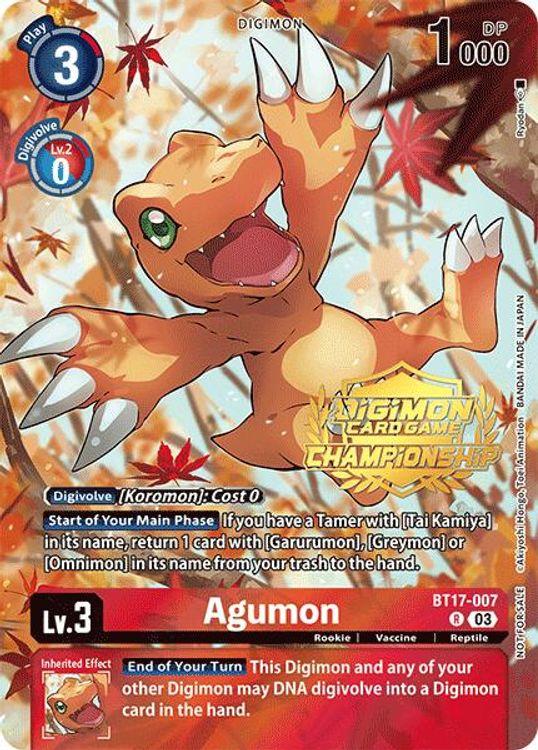 Play
3
DIGIMON
1000
DP
Digivolve
Lv.2
0
Ryodan
DIGIMON
CARD GAME
CHAMPIONSHIP
Digivolve [Koromon]: Cost 0
Start of Your Main Phase If you have a Tamer with [Tai Kamiya]
in its name, return 1 card with [Garurumon], [Greymon] or
[Omnimon] in its name from your trash to the hand.
©Akiyoshi Hongo, Toei Animation BANDAI MADE IN JAPAN
NOT FOR SALE
Lv.3
Agumon
BT17-007
R 03
Rookie | Vaccine | Reptile
Inherited Effect
End of Your Turn This Digimon and any of your
other Digimon may DNA digivolve into a Digimon
card in the hand.